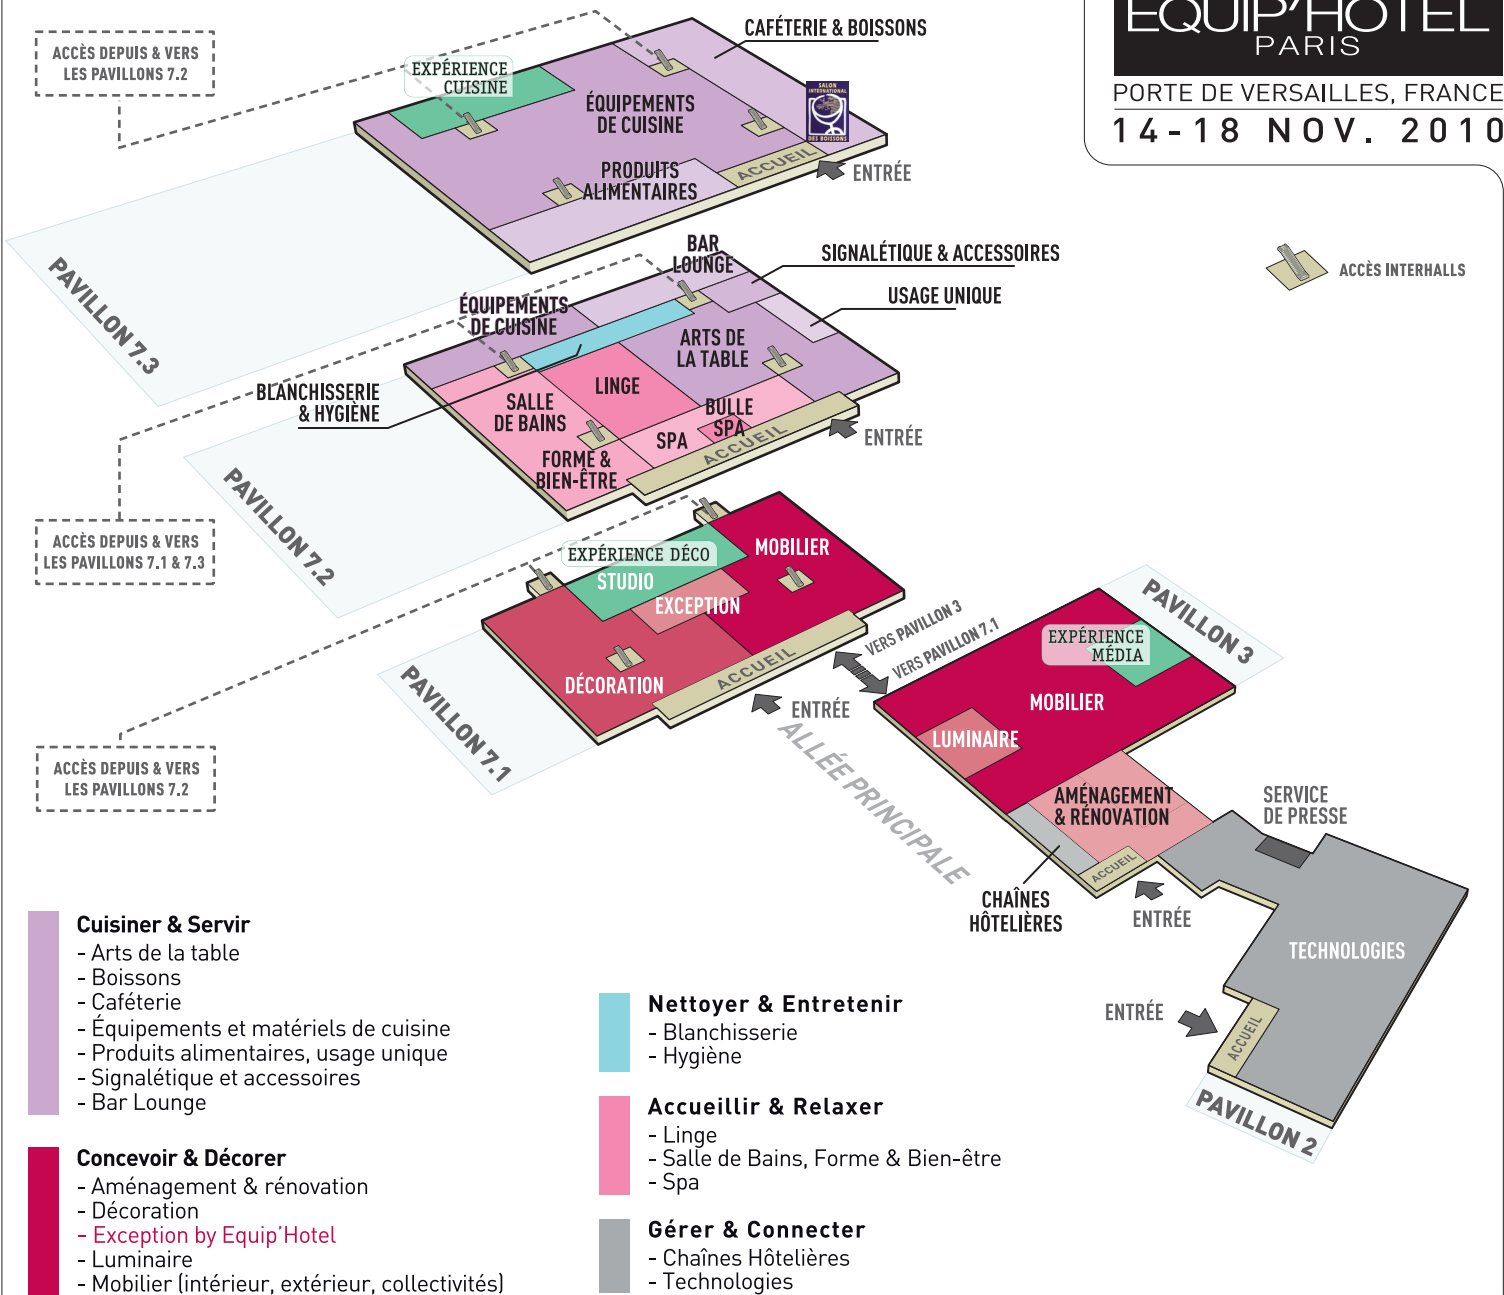 EQUIP'HOTEL
PARIS
PORTE DE VERSAILLES, FRANCE
14-18 NOV. 2010
ACCÈS INTERHALLS
ACCÈS DEPUIS & VERS
LES PAVILLONS 7.2
EXPÉRIENCE
CUISINE
CAFÉTERIE & BOISSONS
SALON
INTERNATIONAL
DES BOISSONS
ÉQUIPEMENTS
DE CUISINE
PRODUITS
ALIMENTAIRES
ACCUEIL
ENTRÉE
PAVILLON 7.3
BAR
LOUNGE
SIGNALÉTIQUE & ACCESSOIRES
USAGE UNIQUE
ÉQUIPEMENTS
DE CUISINE
ARTS DE
LA TABLE
BLANCHISSERIE
& HYGIÈNE
LINGE
SALLE
DE BAINS
BULLE
SPA
SPA
FORME &
BIEN-ÊTRE
ACCUEIL
ENTRÉE
PAVILLON 7.2
ACCÈS DEPUIS & VERS
LES PAVILLONS 7.1 & 7.3
EXPÉRIENCE DÉCO
STUDIO
MOBILIER
EXCEPTION
DÉCORATION
ACCUEIL
ENTRÉE
PAVILLON 7.1
ACCÈS DEPUIS & VERS
LES PAVILLONS 7.2
VERS PAVILLON 3
VERS PAVILLON 7.1
ALLÉE PRINCIPALE
PAVILLON 3
EXPÉRIENCE
MÉDIA
MOBILIER
LUMINAIRE
AMÉNAGEMENT
& RÉNOVATION
SERVICE
DE PRESSE
ACCUEIL
CHAÎNES
HÔTELIÈRES
ENTRÉE
TECHNOLOGIES
ENTRÉE
ACCUEIL
PAVILLON 2
Cuisiner & Servir
- Arts de la table
- Boissons
- Caféterie
- Équipements et matériels de cuisine
- Produits alimentaires, usage unique
- Signalétique et accessoires
- Bar Lounge
Concevoir & Décorer
- Aménagement & rénovation
- Décoration
- Exception by Equip'Hotel
- Luminaire
- Mobilier (intérieur, extérieur, collectivités)
Nettoyer & Entretenir
- Blanchisserie
- Hygiène
Accueillir & Relaxer
- Linge
- Salle de Bains, Forme & Bien-être
- Spa
Gérer & Connecter
- Chaînes Hôtelières
- Technologies